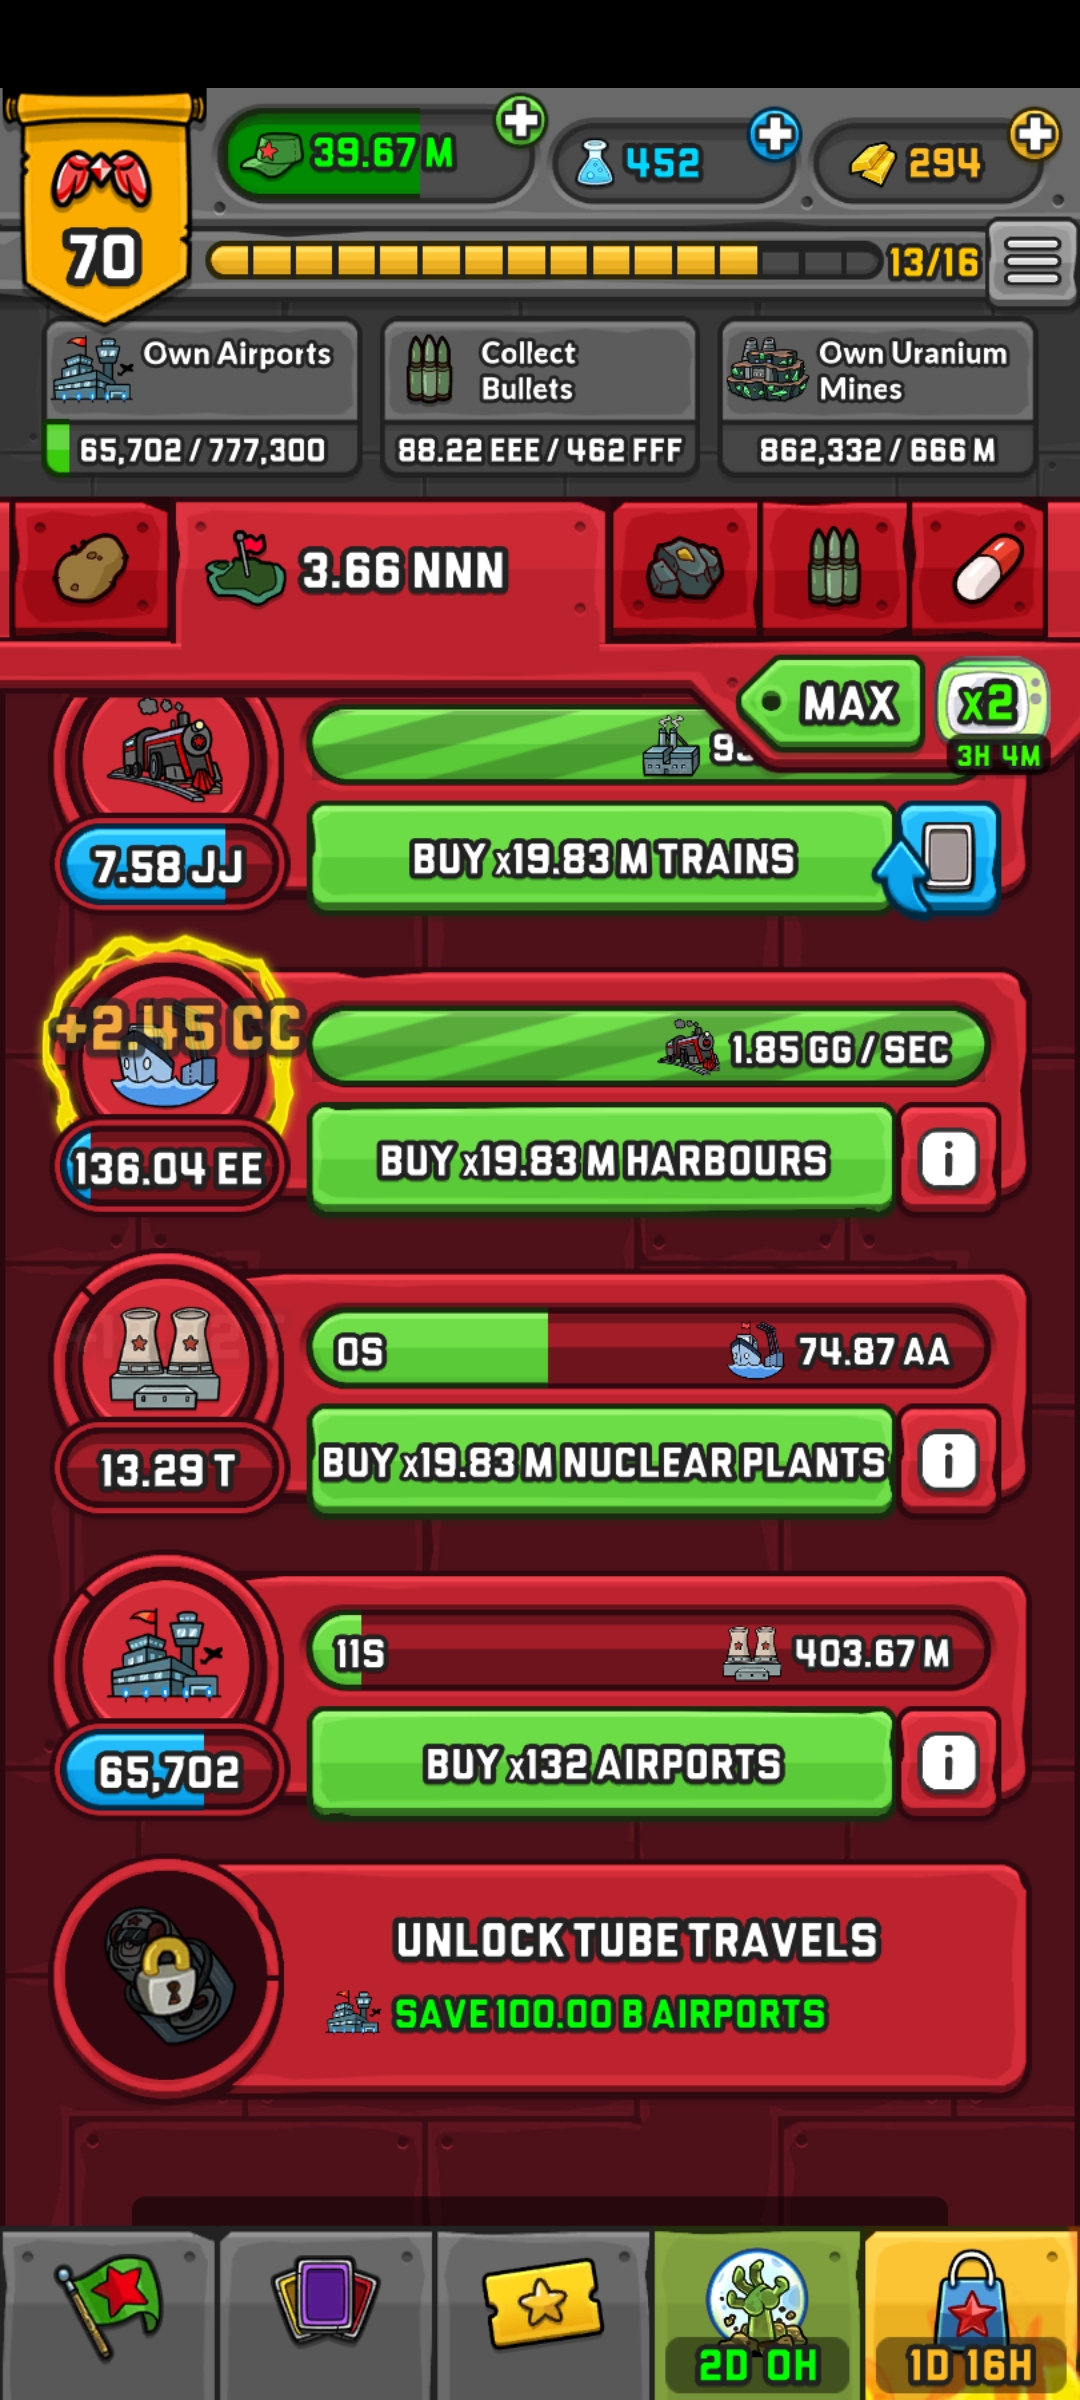 39.67 M
452
294
70
13/16
Own Airports
65,702 / 777,300
Collect
Bullets
88.22 EEE / 462 FFF
Own Uranium
Mines
862,332 / 666 M
3.66 NNN
MAX
x2
3H 4M
7.58 JJ
BUY x19.83 M TRAINS
+2.45 CC
1.85 GG / SEC
136.04 EE
BUY x19.83 M HARBOURS
i
0S
74.87 AA
13.29 T
BUY x19.83 M NUCLEAR PLANTS
i
11S
403.67 M
65,702
BUY x132 AIRPORTS
i
UNLOCK TUBE TRAVELS
SAVE 100.00 B AIRPORTS
2D 0H
1D 16H